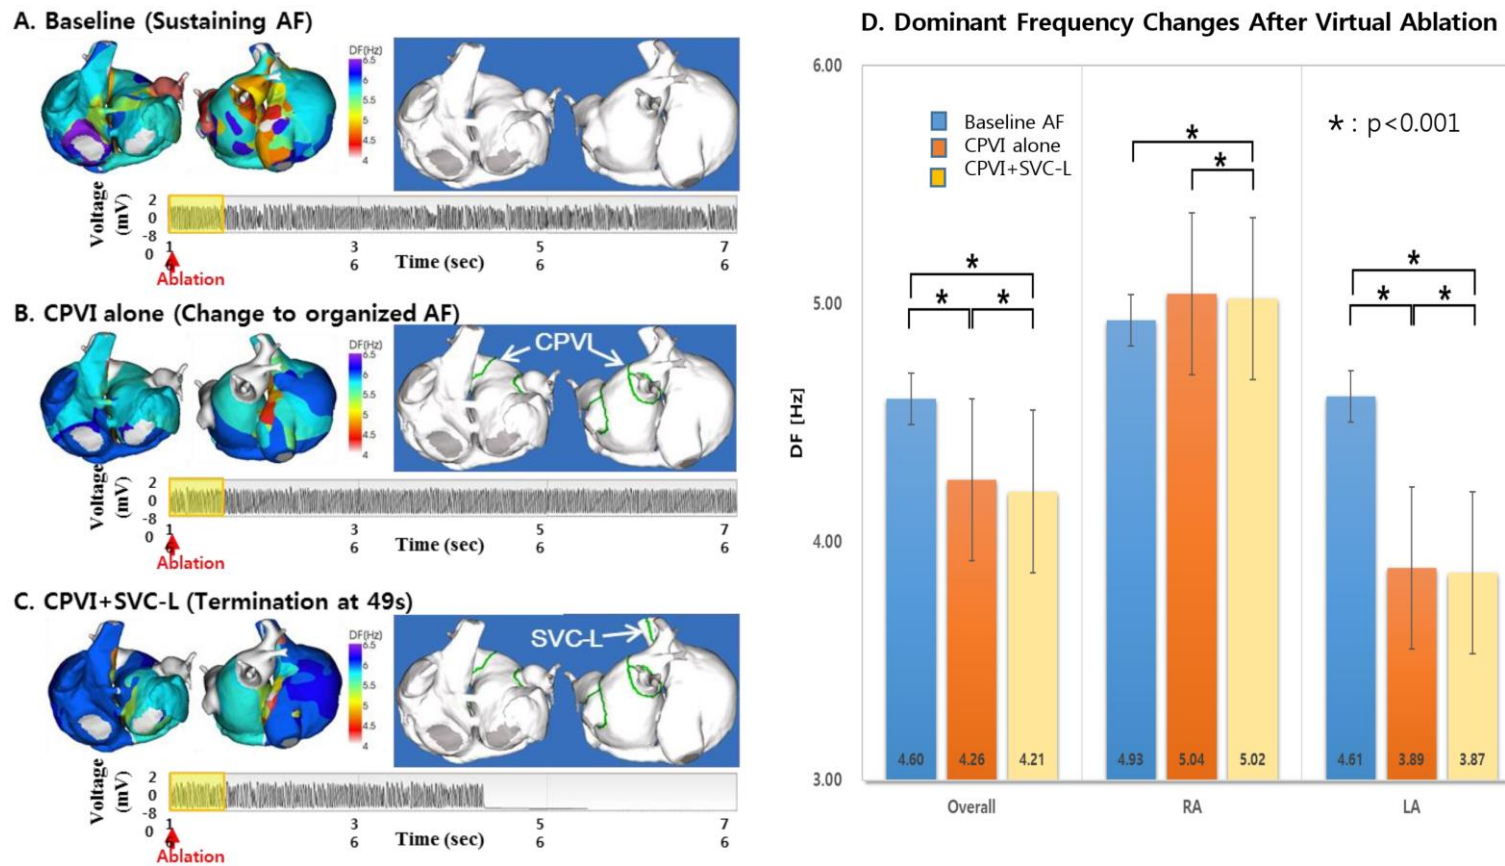 A. Baseline (Sustaining AF)
DF(Hz)
6.5
6
5.5
5
4.5
4
Voltage
(mV)
2
0
-8
0
1
3
6
5
6
7
6
Time (sec)
Ablation
B. CPVI alone (Change to organized AF)
DF(Hz)
6.5
6
5.5
5
4.5
4
CPVI
Voltage
(mV)
2
0
-8
0
1
3
6
5
6
7
6
Time (sec)
Ablation
C. CPVI+SVC-L (Termination at 49s)
DF(Hz)
6.5
6
5.5
5
4.5
4
SVC-L
Voltage
(mV)
2
0
-8
0
1
3
6
5
6
7
6
Time (sec)
Ablation
D. Dominant Frequency Changes After Virtual Ablation
6.00
5.00
4.00
3.00
DF [Hz]
Baseline AF
CPVI alone
CPVI+SVC-L
* : p<0.001
* * *
* *
* * *
4.60 4.26 4.21
4.93 5.04 5.02
4.61 3.89 3.87
Overall RA LA